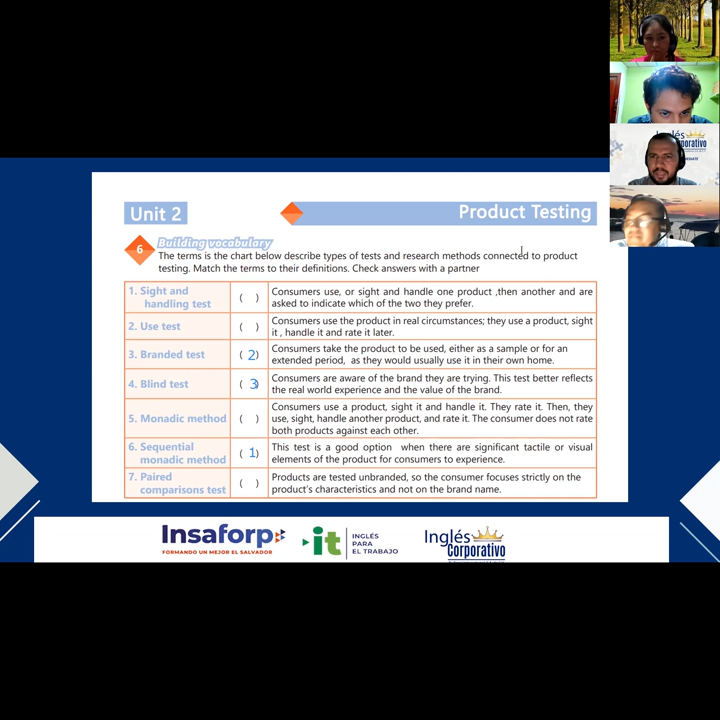 Inglés
Corporativo
Unit 2
Product Testing
6
Building vocabulary
The terms is the chart below describe types of tests and research methods connected to product
testing. Match the terms to their definitions. Check answers with a partner
1. Sight and
handling test
( )
Consumers use, or sight and handle one product ,then another and are
asked to indicate which of the two they prefer.
2. Use test
( )
Consumers use the product in real circumstances; they use a product, sight
it , handle it and rate it later.
3. Branded test
( 2 )
Consumers take the product to be used, either as a sample or for an
extended period, as they would usually use it in their own home.
4. Blind test
( 3 )
Consumers are aware of the brand they are trying. This test better reflects
the real world experience and the value of the brand.
5. Monadic method
( )
Consumers use a product, sight it and handle it. They rate it. Then, they
use, sight, handle another product, and rate it. The consumer does not rate
both products against each other.
6. Sequential
monadic method
( 1 )
This test is a good option when there are significant tactile or visual
elements of the product for consumers to experience.
7. Paired
comparisons test
( )
Products are tested unbranded, so the consumer focuses strictly on the
product's characteristics and not on the brand name.
Insaforp
FORMANDO UN MEJOR EL SALVADOR
it
INGLÉS
PARA
EL TRABAJO
Inglés
Corporativo